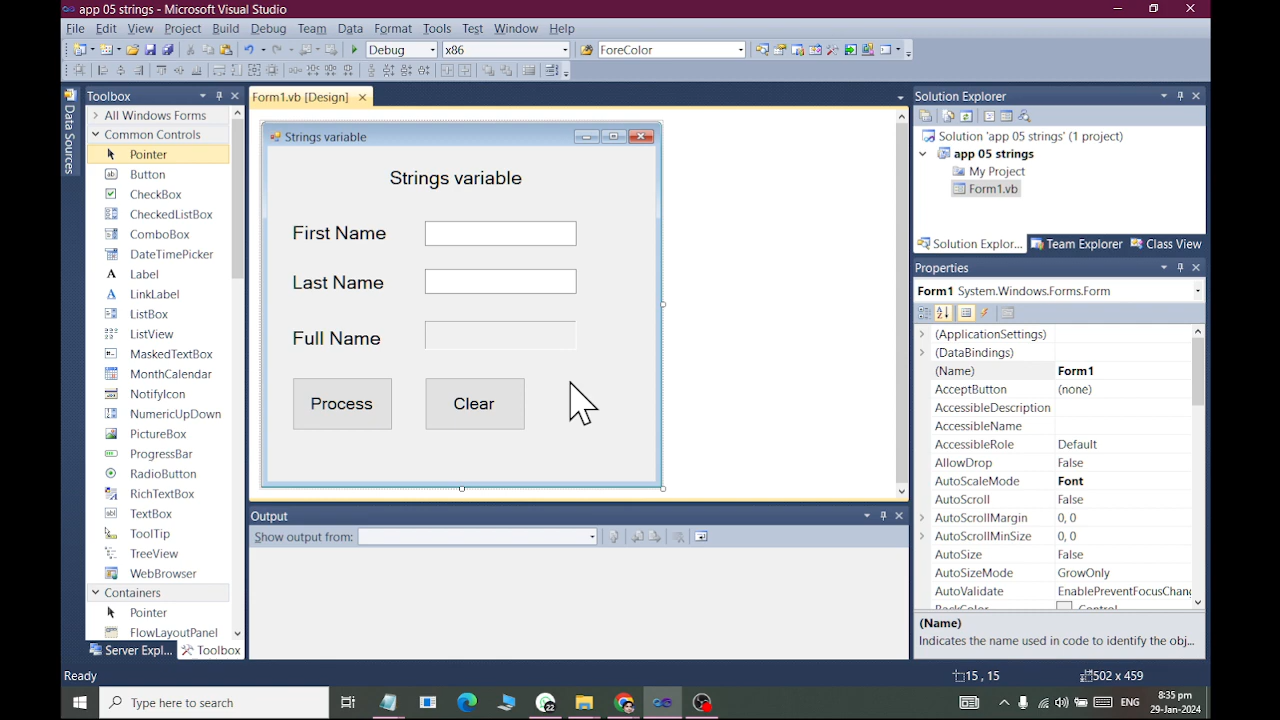 app 05 strings - Microsoft Visual Studio
File Edit View Project Build Debug Team Data Format Tools Test Window Help
Debug x86 ForeColor
Data Sources
Toolbox
All Windows Forms
Common Controls
Pointer
Button
CheckBox
CheckedListBox
ComboBox
DateTimePicker
Label
LinkLabel
ListBox
ListView
MaskedTextBox
MonthCalendar
NotifyIcon
NumericUpDown
PictureBox
ProgressBar
RadioButton
RichTextBox
TextBox
ToolTip
TreeView
WebBrowser
Containers
Pointer
FlowLayoutPanel
Server Expl... Toolbox
Form1.vb [Design]
Strings variable
Strings variable
First Name
Last Name
Full Name
Process Clear
Output
Show output from:
Solution Explorer
Solution 'app 05 strings' (1 project)
app 05 strings
My Project
Form1.vb
Solution Explor... Team Explorer Class View
Properties
Form1 System.Windows.Forms.Form
(ApplicationSettings)
(DataBindings)
(Name) Form1
AcceptButton (none)
AccessibleDescription
AccessibleName
AccessibleRole Default
AllowDrop False
AutoScaleMode Font
AutoScroll False
AutoScrollMargin 0, 0
AutoScrollMinSize 0, 0
AutoSize False
AutoSizeMode GrowOnly
AutoValidate EnablePreventFocusChang
BackColor Control
(Name)
Indicates the name used in code to identify the obj...
Ready 15 , 15 502 x 459
Type here to search
22
ENG
8:35 pm
29-Jan-2024